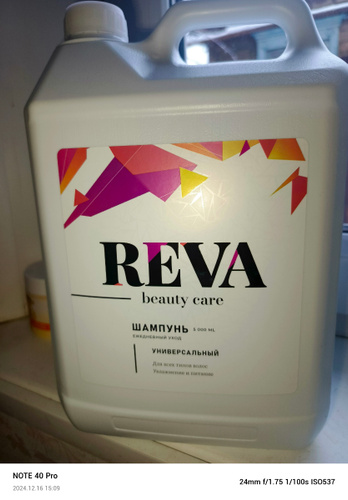 REVA
beauty care
ШАМПУНЬ 5 000 ML
ЕЖЕДНЕВНЫЙ УХОД
УНИВЕРСАЛЬНЫЙ
Для всех типов волос
Увлажнение и питание
NOTE 40 Pro
2024.12.16 15:09
24mm f/1.75 1/100s ISO537